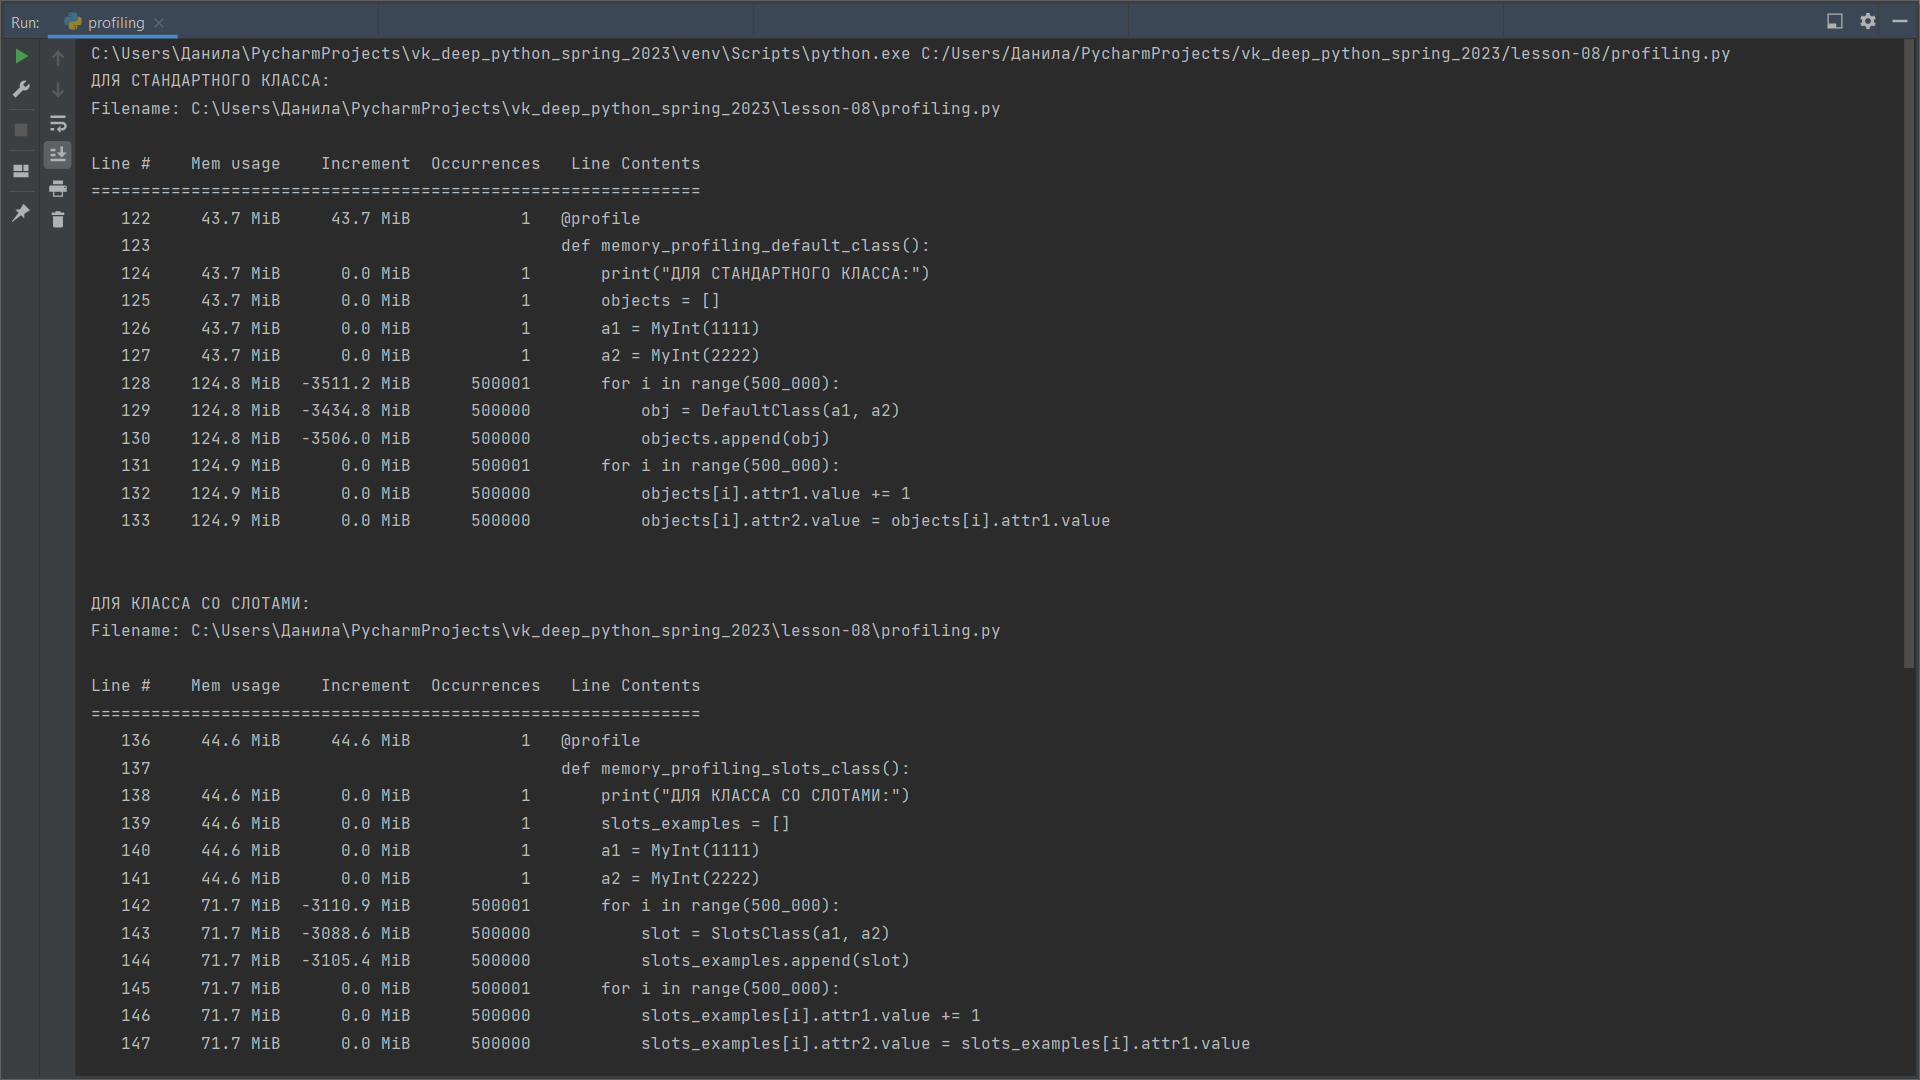 Run: profiling
C:\Users\Данила\PycharmProjects\vk_deep_python_spring_2023\venv\Scripts\python.exe C:/Users/Данила/PycharmProjects/vk_deep_python_spring_2023/lesson-08/profiling.py
ДЛЯ СТАНДАРТНОГО КЛАССА:
Filename: C:\Users\Данила\PycharmProjects\vk_deep_python_spring_2023\lesson-08\profiling.py

Line #    Mem usage    Increment  Occurrences   Line Contents
=============================================================
   122     43.7 MiB     43.7 MiB           1   @profile
   123                                         def memory_profiling_default_class():
   124     43.7 MiB      0.0 MiB           1       print("ДЛЯ СТАНДАРТНОГО КЛАССА:")
   125     43.7 MiB      0.0 MiB           1       objects = []
   126     43.7 MiB      0.0 MiB           1       a1 = MyInt(1111)
   127     43.7 MiB      0.0 MiB           1       a2 = MyInt(2222)
   128    124.8 MiB  -3511.2 MiB      500001       for i in range(500_000):
   129    124.8 MiB  -3434.8 MiB      500000           obj = DefaultClass(a1, a2)
   130    124.8 MiB  -3506.0 MiB      500000           objects.append(obj)
   131    124.9 MiB      0.0 MiB      500001       for i in range(500_000):
   132    124.9 MiB      0.0 MiB      500000           objects[i].attr1.value += 1
   133    124.9 MiB      0.0 MiB      500000           objects[i].attr2.value = objects[i].attr1.value

ДЛЯ КЛАССА СО СЛОТАМИ:
Filename: C:\Users\Данила\PycharmProjects\vk_deep_python_spring_2023\lesson-08\profiling.py

Line #    Mem usage    Increment  Occurrences   Line Contents
=============================================================
   136     44.6 MiB     44.6 MiB           1   @profile
   137                                         def memory_profiling_slots_class():
   138     44.6 MiB      0.0 MiB           1       print("ДЛЯ КЛАССА СО СЛОТАМИ:")
   139     44.6 MiB      0.0 MiB           1       slots_examples = []
   140     44.6 MiB      0.0 MiB           1       a1 = MyInt(1111)
   141     44.6 MiB      0.0 MiB           1       a2 = MyInt(2222)
   142     71.7 MiB  -3110.9 MiB      500001       for i in range(500_000):
   143     71.7 MiB  -3088.6 MiB      500000           slot = SlotsClass(a1, a2)
   144     71.7 MiB  -3105.4 MiB      500000           slots_examples.append(slot)
   145     71.7 MiB      0.0 MiB      500001       for i in range(500_000):
   146     71.7 MiB      0.0 MiB      500000           slots_examples[i].attr1.value += 1
   147     71.7 MiB      0.0 MiB      500000           slots_examples[i].attr2.value = slots_examples[i].attr1.value